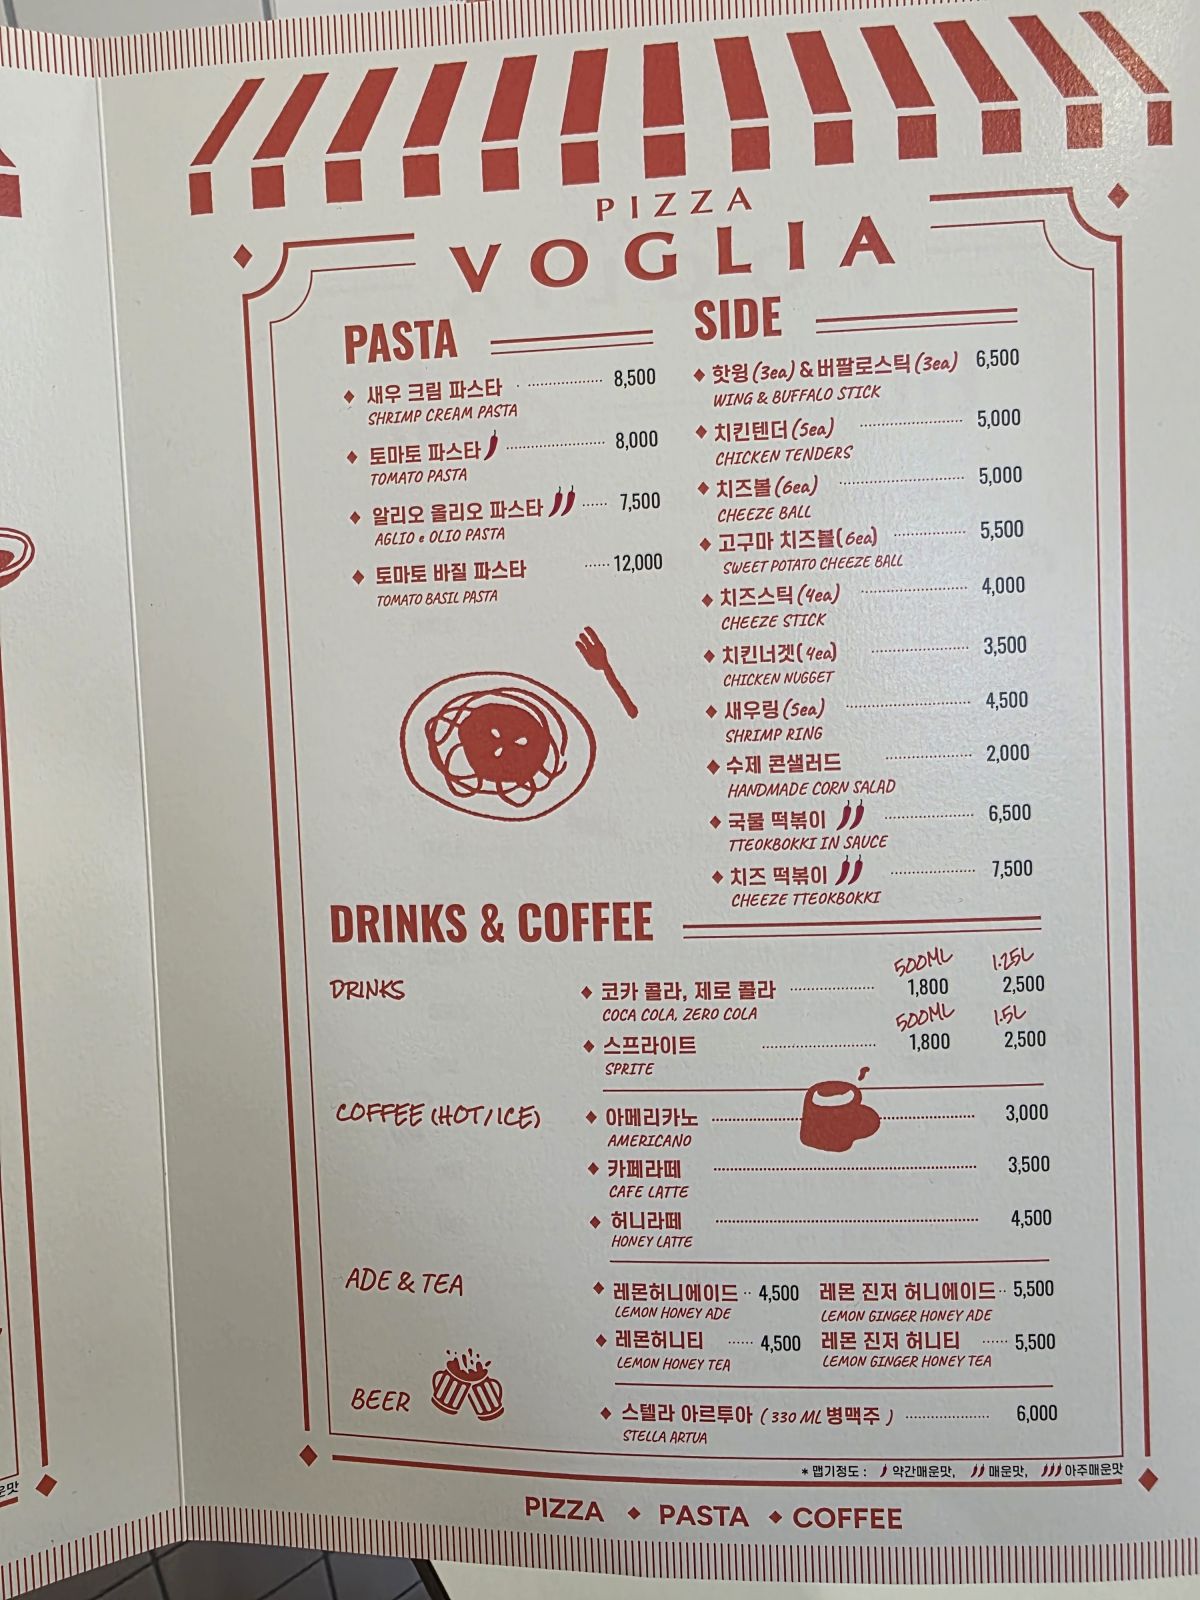 PIZZA
VOGLIA
PASTA
새우 크림 파스타 8,500
SHRIMP CREAM PASTA
토마토 파스타 8,000
TOMATO PASTA
알리오 올리오 파스타 7,500
AGLIO e OLIO PASTA
토마토 바질 파스타 12,000
TOMATO BASIL PASTA
SIDE
핫윙 (3ea) & 버팔로스틱 (3ea) 6,500
WING & BUFFALO STICK
치킨텐더 (5ea) 5,000
CHICKEN TENDERS
치즈볼 (6ea) 5,000
CHEEZE BALL
고구마 치즈볼(6ea) 5,500
SWEET POTATO CHEEZE BALL
치즈스틱 (4ea) 4,000
CHEEZE STICK
치킨너겟(4ea) 3,500
CHICKEN NUGGET
새우링 (5ea) 4,500
SHRIMP RING
수제 콘샐러드 2,000
HANDMADE CORN SALAD
국물 떡볶이 6,500
TTEOKBOKKI IN SAUCE
치즈 떡볶이 7,500
CHEEZE TTEOKBOKKI
DRINKS & COFFEE
DRINKS
500ML 1.25L
코카 콜라, 제로 콜라 1,800 2,500
COCA COLA, ZERO COLA
500ML 1.5L
스프라이트 1,800 2,500
SPRITE
COFFEE (HOT/ICE)
아메리카노 3,000
AMERICANO
카페라떼 3,500
CAFE LATTE
허니라떼 4,500
HONEY LATTE
ADE & TEA
레몬허니에이드 4,500 레몬 진저 허니에이드 5,500
LEMON HONEY ADE LEMON GINGER HONEY ADE
레몬허니티 4,500 레몬 진저 허니티 5,500
LEMON HONEY TEA LEMON GINGER HONEY TEA
BEER
스텔라 아르투아 ( 330 ML 병맥주 ) 6,000
STELLA ARTUA
* 맵기정도 : 약간매운맛, 매운맛, 아주매운맛
PIZZA ◆ PASTA ◆ COFFEE